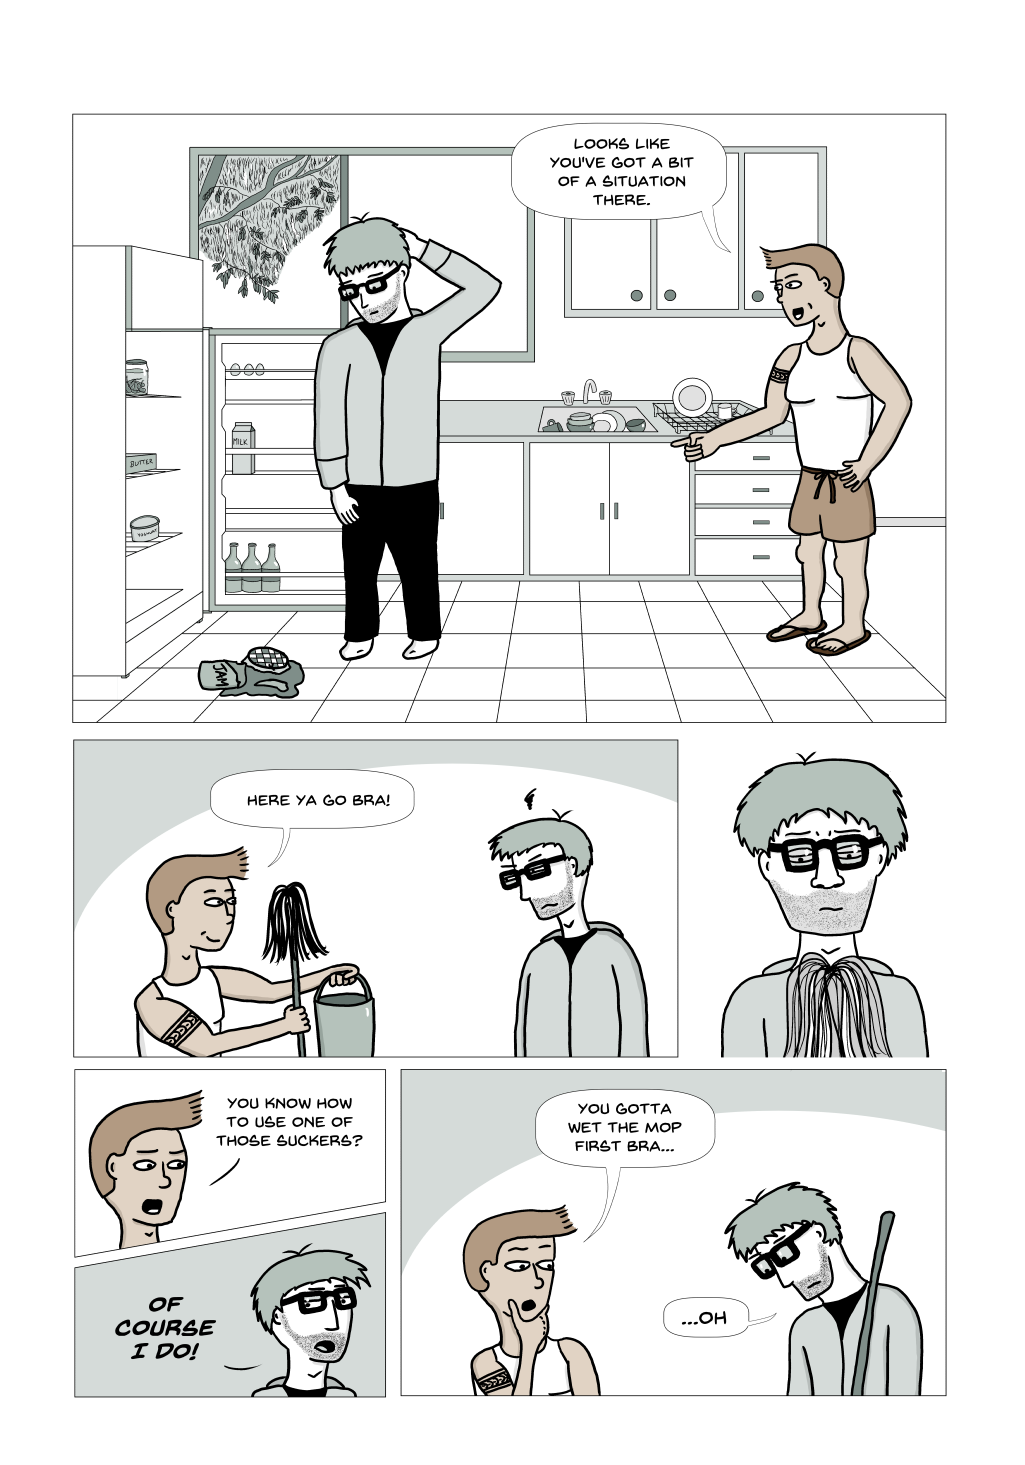 LOOKS LIKE
YOU'VE GOT A BIT
OF A SITUATION
THERE.
MILK
BUTTER
YOGHURT
JAM
HERE YA GO BRA!
YOU KNOW HOW
TO USE ONE OF
THOSE SUCKERS?
OF
COURSE
I DO!
YOU GOTTA
WET THE MOP
FIRST BRA...
...OH